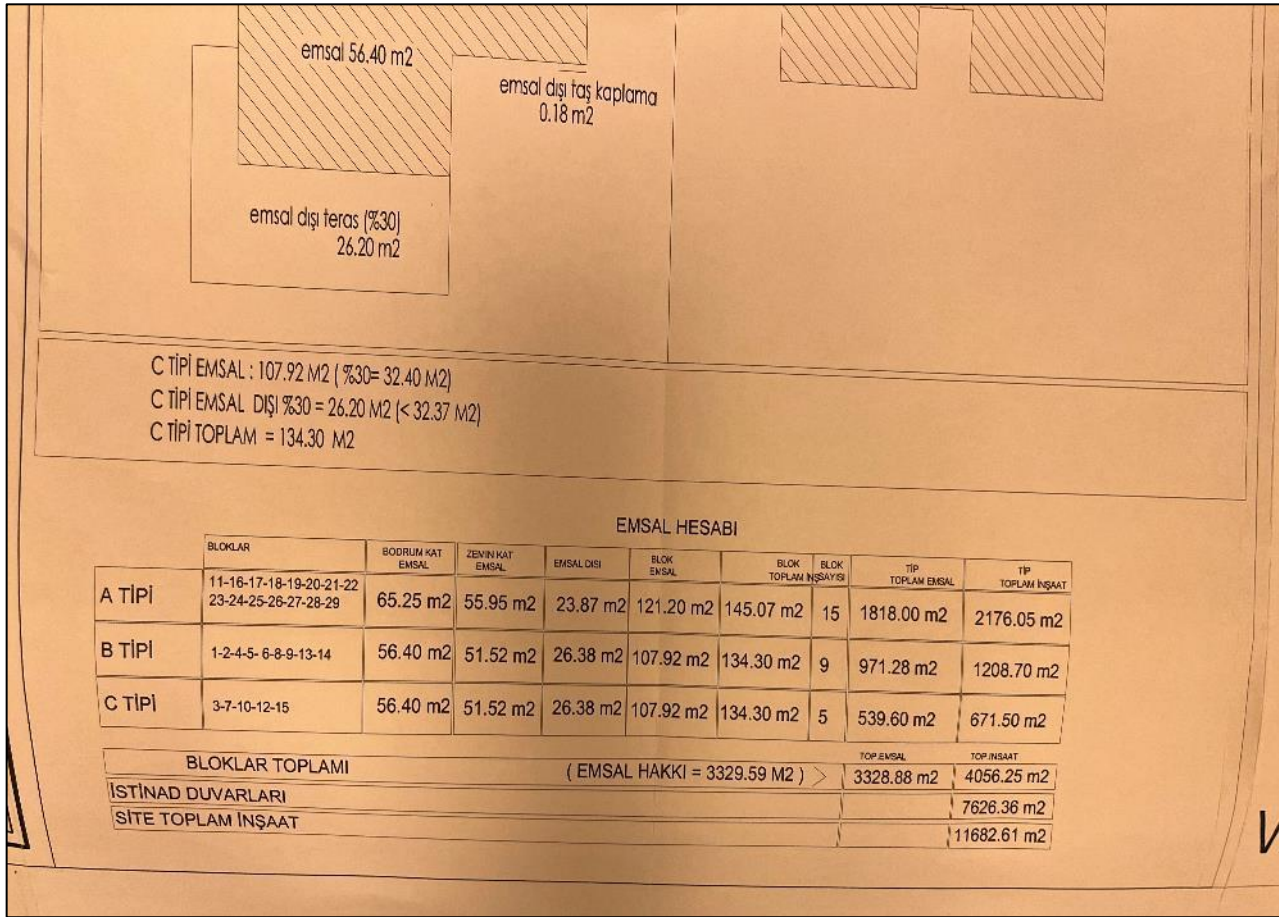 emsal 56.40 m2
emsal dışı taş kaplama
0.18 m2
emsal dışı teras (%30)
26.20 m2
C TİPİ EMSAL : 107.92 M2 ( %30= 32.40 M2)
C TİPİ EMSAL DIŞI %30 = 26.20 M2 (< 32.37 M2)
C TİPİ TOPLAM = 134.30 M2
EMSAL HESABI
BLOKLAR BODRUM KAT EMSAL ZEMİN KAT EMSAL EMSAL DISI BLOK EMSAL BLOK TOPLAM İNŞ BLOK SAYISI TİP TOPLAM EMSAL TİP TOPLAM İNŞAAT
A TİPİ 11-16-17-18-19-20-21-22 23-24-25-26-27-28-29 65.25 m2 55.95 m2 23.87 m2 121.20 m2 145.07 m2 15 1818.00 m2 2176.05 m2
B TİPİ 1-2-4-5- 6-8-9-13-14 56.40 m2 51.52 m2 26.38 m2 107.92 m2 134.30 m2 9 971.28 m2 1208.70 m2
C TİPİ 3-7-10-12-15 56.40 m2 51.52 m2 26.38 m2 107.92 m2 134.30 m2 5 539.60 m2 671.50 m2
TOP.EMSAL TOP.INSAAT
BLOKLAR TOPLAMI ( EMSAL HAKKI = 3329.59 M2 ) > 3328.88 m2 4056.25 m2
İSTİNAD DUVARLARI 7626.36 m2
SİTE TOPLAM İNŞAAT 11682.61 m2